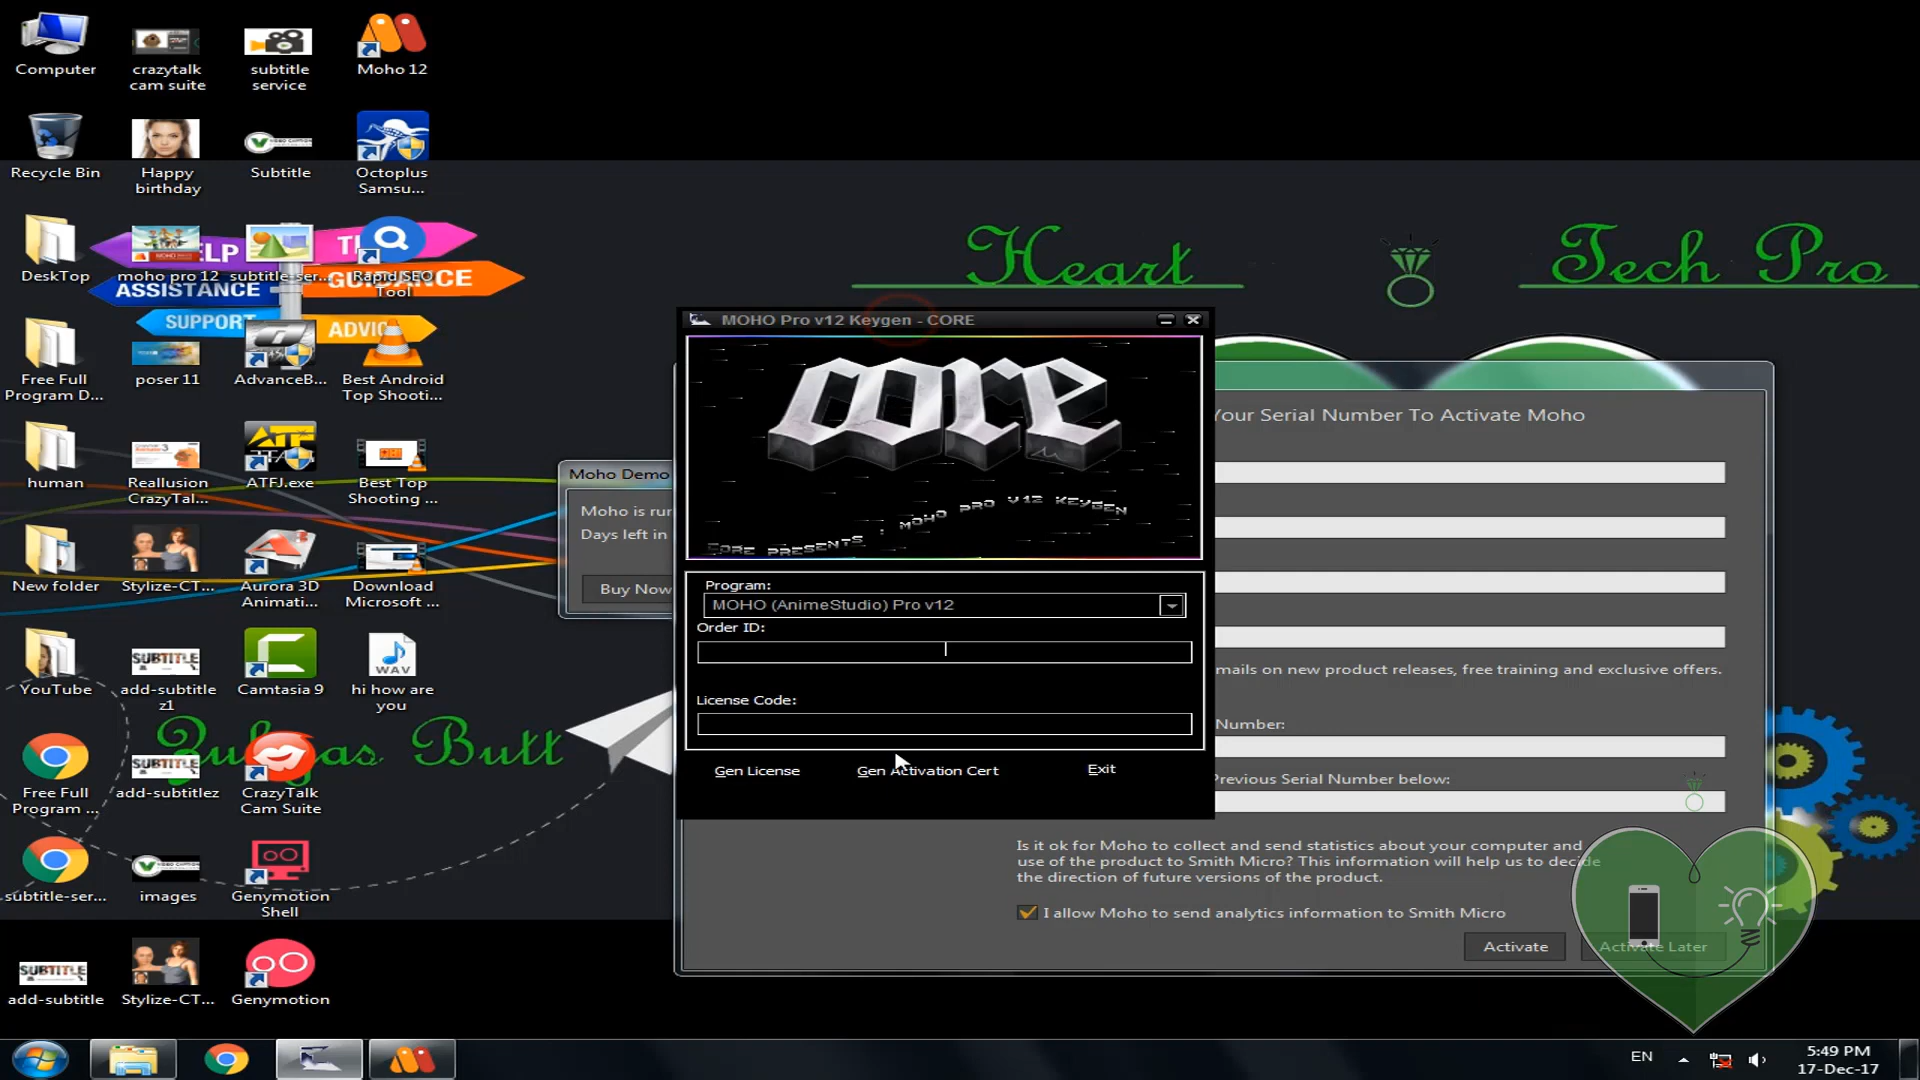 Computer
crazytalk
cam suite
subtitle
service
Moho 12
Recycle Bin
Happy
birthday
Subtitle
Octoplus
Samsu...
DeskTop
moho pro 12
subtitle-ser...
Rapid SEO
Tool
ASSISTANCE
GUIDANCE
SUPPORT
Free Full
Program D...
poser 11
AdvanceB...
Best Android
Top Shooti...
human
Reallusion
CrazyTal...
ATFJ.exe
Best Top
Shooting ...
New folder
Stylize-CT...
Aurora 3D
Animati...
Download
Microsoft ...
YouTube
SUBTITLE
add-subtitle
z1
Camtasia 9
WAV
hi how are
you
Free Full
Program ...
SUBTITLE
add-subtitlez
CrazyTalk
Cam Suite
subtitle-ser...
images
Genymotion
Shell
SUBTITLE
add-subtitle
Stylize-CT...
Genymotion
Heart
Tech Pro
Butt
Moho Demo
Moho is
Days left in
Buy Now
MOHO Pro v12 Keygen - CORE
core
CORE PRESENTS : MOHO PRO V12 KEYGEN
Program:
MOHO (AnimeStudio) Pro v12
Order ID:
License Code:
Gen License
Gen Activation Cert
Exit
Your Serial Number To Activate Moho
mails on new product releases, free training and exclusive offers.
Number:
Previous Serial Number below:
Is it ok for Moho to collect and send statistics about your computer and
use of the product to Smith Micro? This information will help us to decide
the direction of future versions of the product.
I allow Moho to send analytics information to Smith Micro
Activate
Activate Later
EN
5:49 PM
17-Dec-17